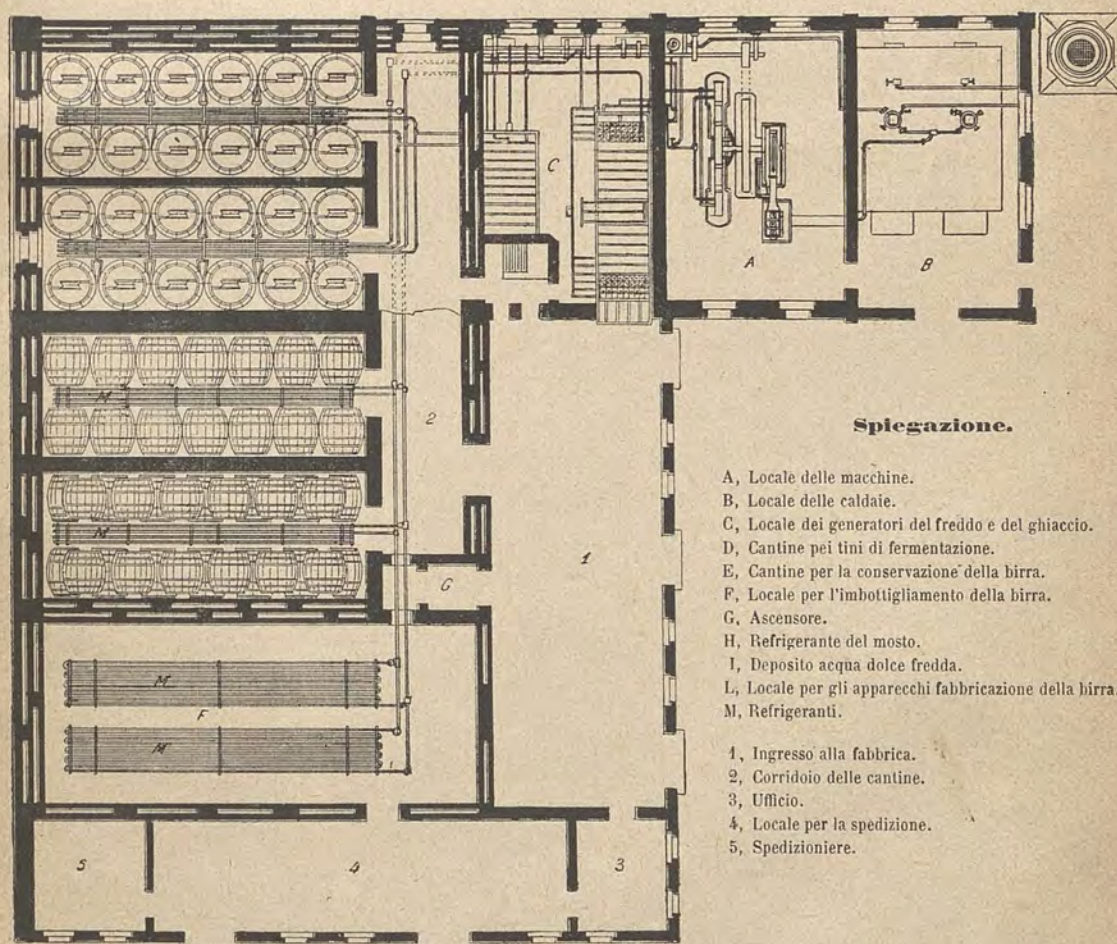 C
A
B
M
2
M
G
1
M
F
M
5
4
3
Spiegazione.
A, Locale delle macchine.
B, Locale delle caldaie.
C, Locale dei generatori del freddo e del ghiaccio.
D, Cantine pei tini di fermentazione.
E, Cantine per la conservazione della birra.
F, Locale per l'imbottigliamento della birra.
G, Ascensore.
H, Refrigerante del mosto.
I, Deposito acqua dolce fredda.
L, Locale per gli apparecchi fabbricazione della birra
M, Refrigeranti.
1, Ingresso alla fabbrica.
2, Corridoio delle cantine.
3, Ufficio.
4, Locale per la spedizione.
5, Spedizioniere.